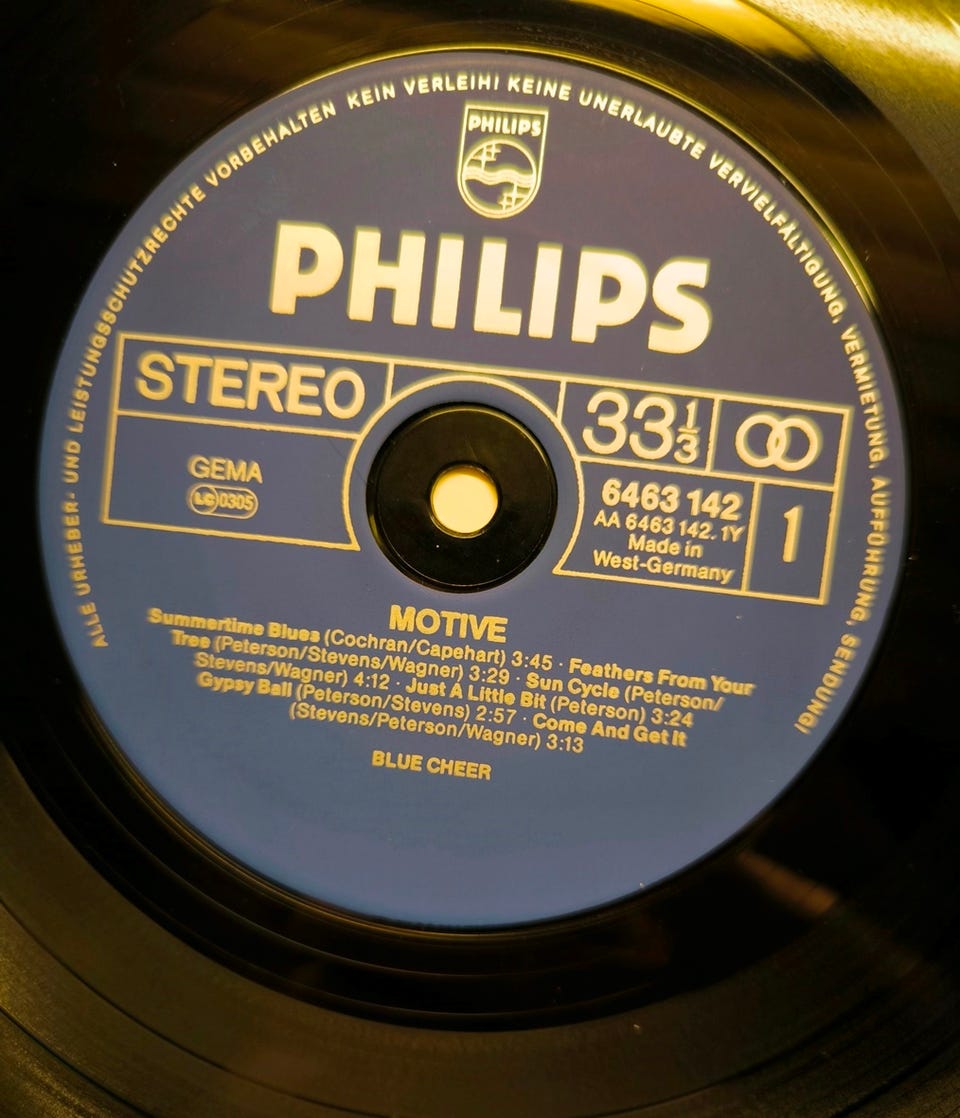 ALLE URHEBER- UND LEISTUNGSSCHUTZRECHTE VORBEHALTEN KEIN VERLEIH! KEINE UNERLAUBTE VERVIELFÄLTIGUNG, VERMIETUNG, AUFFÜHRUNG, SENDUNG!
PHILIPS
PHILIPS
STEREO
33 1/3
GEMA
LC 0305
6463 142
AA 6463 142. 1Y
Made in
West-Germany
1
MOTIVE
Summertime Blues (Cochran/Capehart) 3:45 · Feathers From Your
Tree (Peterson/Stevens/Wagner) 3:29 · Sun Cycle (Peterson/
Stevens/Wagner) 4:12 · Just A Little Bit (Peterson) 3:24
Gypsy Ball (Peterson/Stevens) 2:57 · Come And Get It
(Stevens/Peterson/Wagner) 3:13
BLUE CHEER